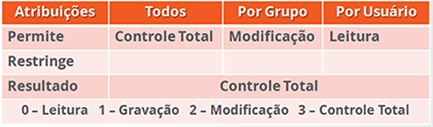 Atribuições Todos Por Grupo Por Usuário
Permite Controle Total Modificação Leitura
Restringe
Resultado Controle Total
0 – Leitura 1 – Gravação 2 – Modificação 3 – Controle Total